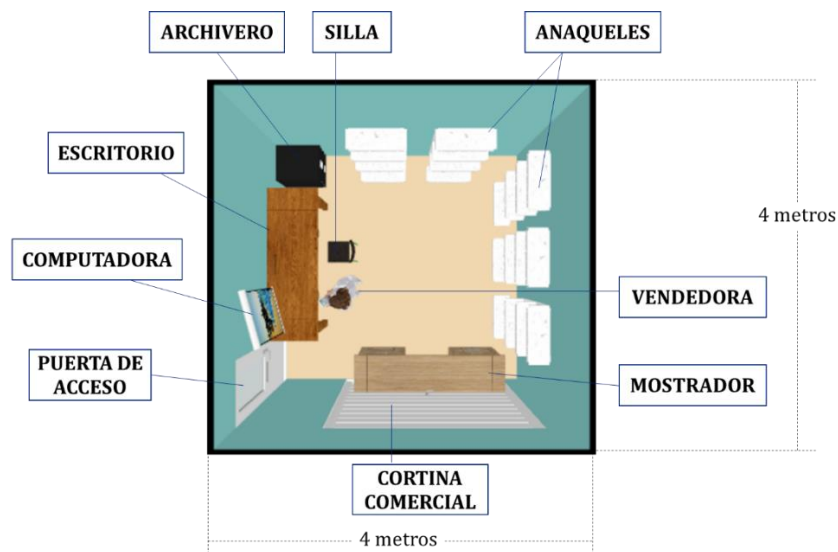 ARCHIVERO
SILLA
ANAQUELES
ESCRITORIO
4 metros
COMPUTADORA
VENDEDORA
PUERTA DE
ACCESO
MOSTRADOR
CORTINA
COMERCIAL
4 metros